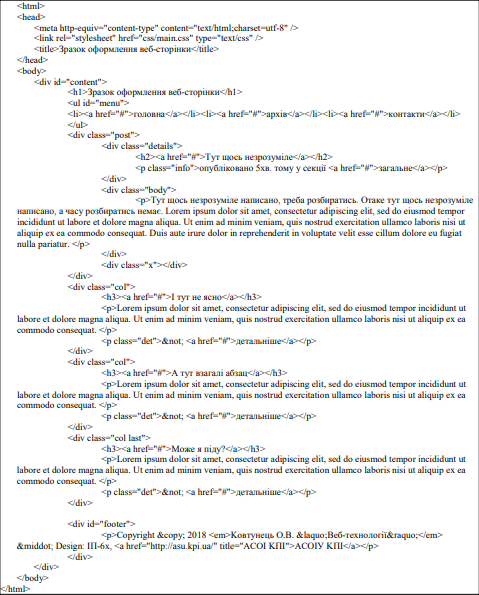 <html>
<head>
<meta http-equiv="content-type" content="text/html;charset=utf-8" />
<link rel="stylesheet" href="css/main.css" type="text/css" />
<title>Зразок оформлення веб-сторінки</title>
</head>
<body>
<div id="content">
<h1>Зразок оформлення веб-сторінки</h1>
<ul id="menu">
<li><a href="#">головна</a></li><li><a href="#">архів</a></li><li><a href="#">контакти</a></li>
</ul>
<div class="post">
<div class="details">
<h2><a href="#">Тут щось незрозуміле</a></h2>
<p class="info">опубліковано 5хв. тому у секції <a href="#">загальне</a></p>
</div>
<div class="body">
<p>Тут щось незрозуміле написано, треба розбиратись. Отаке тут щось незрозуміле
написано, а часу розбиратись немає. Lorem ipsum dolor sit amet, consectetur adipiscing elit, sed do eiusmod tempor
incididunt ut labore et dolore magna aliqua. Ut enim ad minim veniam, quis nostrud exercitation ullamco laboris nisi ut
aliquip ex ea commodo consequat. Duis aute irure dolor in reprehenderit in voluptate velit esse cillum dolore eu fugiat
nulla pariatur. </p>
</div>
<div class="x"></div>
</div>
<div class="col">
<h3><a href="#">І тут не ясно</a></h3>
<p>Lorem ipsum dolor sit amet, consectetur adipiscing elit, sed do eiusmod tempor incididunt ut
labore et dolore magna aliqua. Ut enim ad minim veniam, quis nostrud exercitation ullamco laboris nisi ut aliquip ex ea
commodo consequat. </p>
<p class="det">&not; <a href="#">детальніше</a></p>
</div>
<div class="col">
<h3><a href="#">А тут взагалі абзац</a></h3>
<p>Lorem ipsum dolor sit amet, consectetur adipiscing elit, sed do eiusmod tempor incididunt ut
labore et dolore magna aliqua. Ut enim ad minim veniam, quis nostrud exercitation ullamco laboris nisi ut aliquip ex ea
commodo consequat. </p>
<p class="det">&not; <a href="#">детальніше</a></p>
</div>
<div class="col last">
<h3><a href="#">Може я піду?</a></h3>
<p>Lorem ipsum dolor sit amet, consectetur adipiscing elit, sed do eiusmod tempor incididunt ut
labore et dolore magna aliqua. Ut enim ad minim veniam, quis nostrud exercitation ullamco laboris nisi ut aliquip ex ea
commodo consequat. </p>
<p class="det">&not; <a href="#">детальніше</a></p>
</div>
<div id="footer">
<p>Copyright &copy; 2018 <em>Ковтунець О.В. &laquo;Веб-технології&raquo;</em>
&middot; Design: ІП-6х, <a href="http://asu.kpi.ua/" title="АСОІ КПІ">АСОІУ КПІ</a></p>
</div>
</div>
</body>
</html>